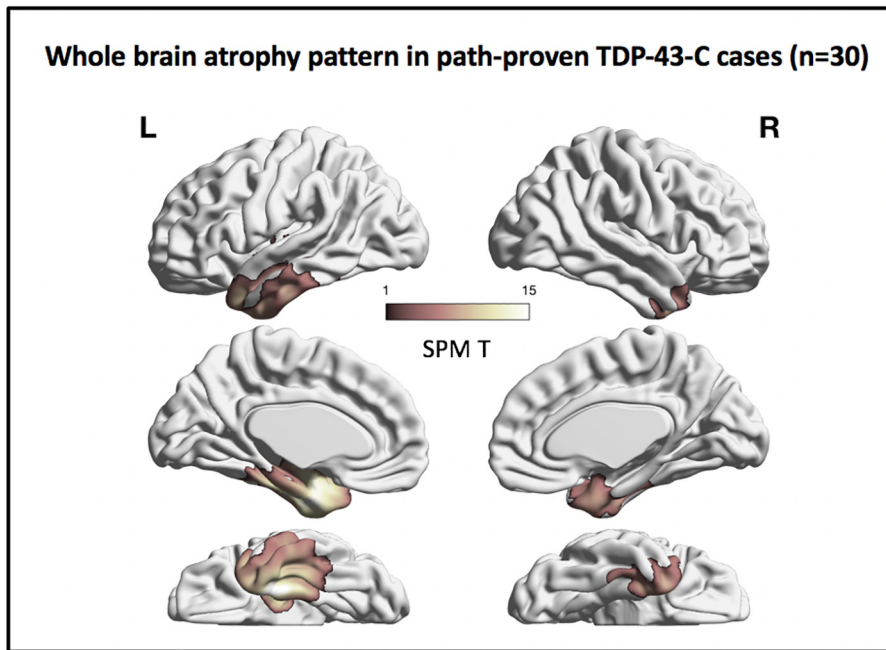 Whole brain atrophy pattern in path-proven TDP-43-C cases (n=30)
L
R
1 15
SPM T